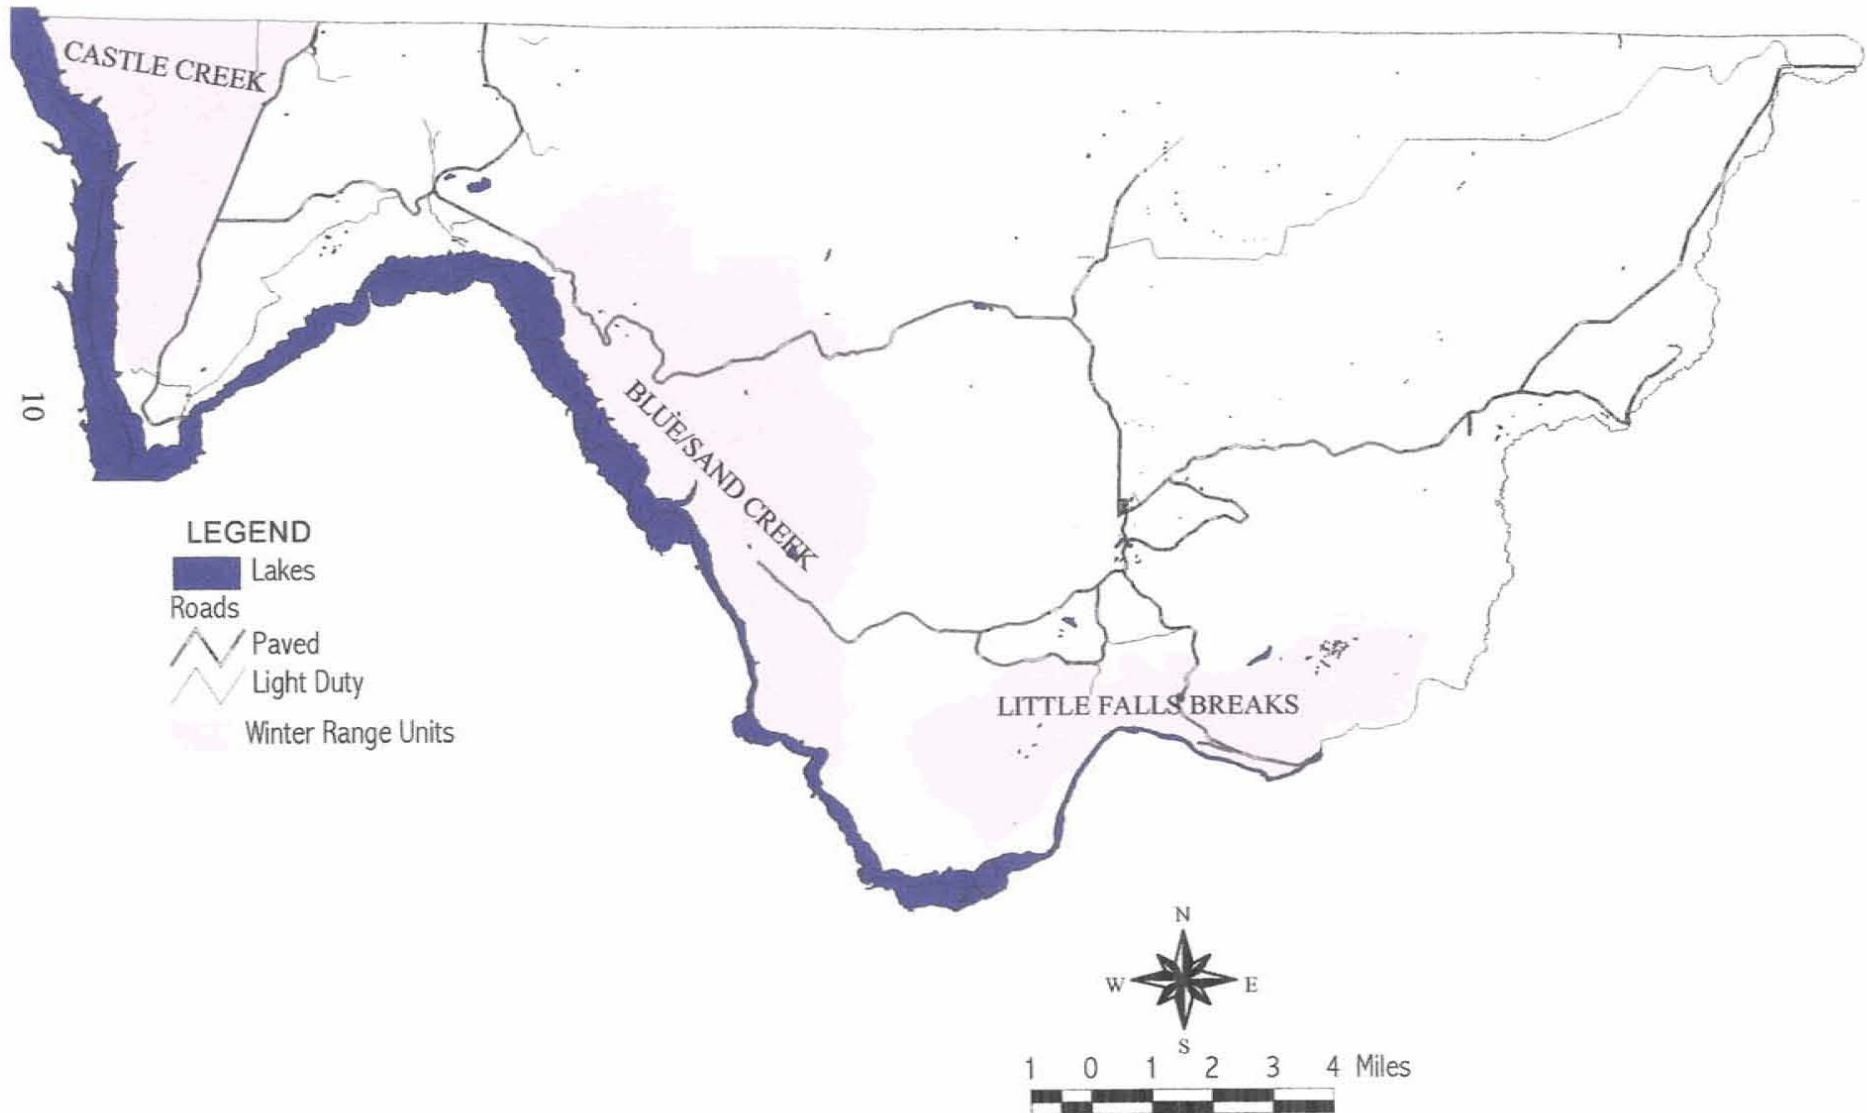 CASTLE CREEK
BLUE/SAND CREEK
10
LEGEND
Lakes
Roads
Paved
Light Duty
Winter Range Units
LITTLE FALLS BREAKS
N
W E
S
1 0 1 2 3 4 Miles